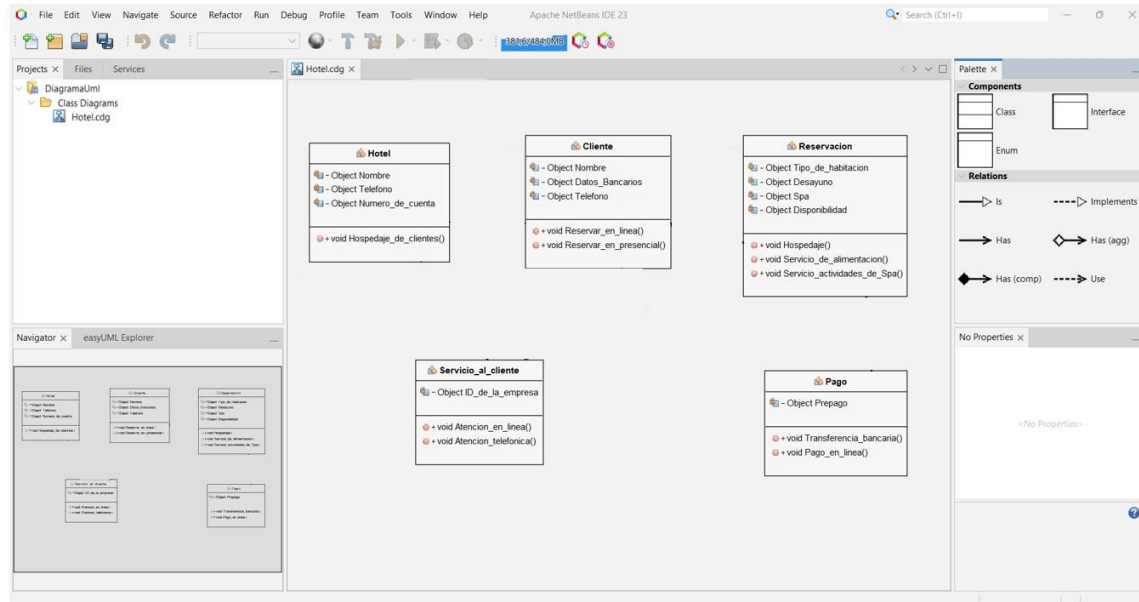 File Edit View Navigate Source Refactor Run Debug Profile Team Tools Window Help Apache NetBeans IDE 23 Search (Ctrl+I)
381.6/484.0MB
Projects Files Services
DiagramaUml
Class Diagrams
Hotel.cdg
Hotel.cdg
Hotel
- Object Nombre
- Object Telefono
- Object Numero_de_cuenta
+ void Hospedaje_de_clientes()
Cliente
- Object Nombre
- Object Datos_Bancarios
- Object Telefono
+ void Reservar_en_linea()
+ void Reservar_en_presencial()
Reservacion
- Object Tipo_de_habitacion
- Object Desayuno
- Object Spa
- Object Disponibilidad
+ void Hospedaje()
+ void Servicio_de_alimentacion()
+ void Servicio_actividades_de_Spa()
Servicio_al_cliente
- Object ID_de_la_empresa
+ void Atencion_en_linea()
+ void Atencion_telefonica()
Pago
- Object Prepago
+ void Transferencia_bancaria()
+ void Pago_en_linea()
Palette
Components
Class Interface
Enum
Relations
Is Implements
Has Has (agg)
Has (comp) Use
Navigator easyUML Explorer
No Properties
<No Properties>